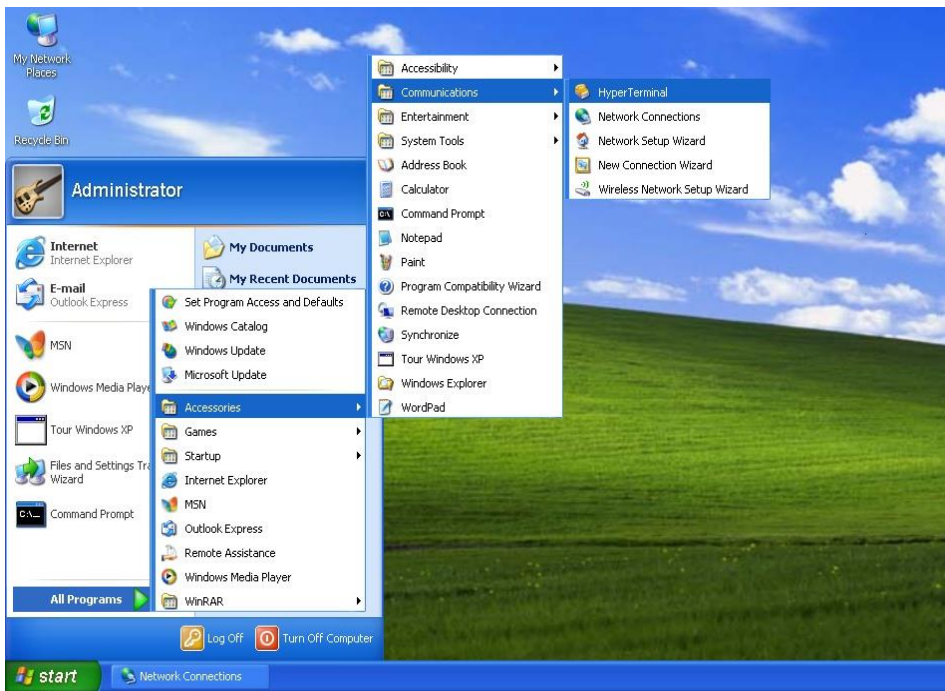 My Network
Places
Recycle Bin
Administrator
Internet
Internet Explorer
E-mail
Outlook Express
MSN
Windows Media Playe
Tour Windows XP
Files and Settings Tra
Wizard
C:\_
Command Prompt
All Programs
My Documents
My Recent Documents
Set Program Access and Defaults
Windows Catalog
Windows Update
Microsoft Update
Accessories
Games
Startup
Internet Explorer
MSN
Outlook Express
Remote Assistance
Windows Media Player
WinRAR
Accessibility
Communications
Entertainment
System Tools
Address Book
Calculator
Command Prompt
Notepad
Paint
Program Compatibility Wizard
Remote Desktop Connection
Synchronize
Tour Windows XP
Windows Explorer
WordPad
HyperTerminal
Network Connections
Network Setup Wizard
New Connection Wizard
Wireless Network Setup Wizard
Log Off
Turn Off Computer
start
Network Connections